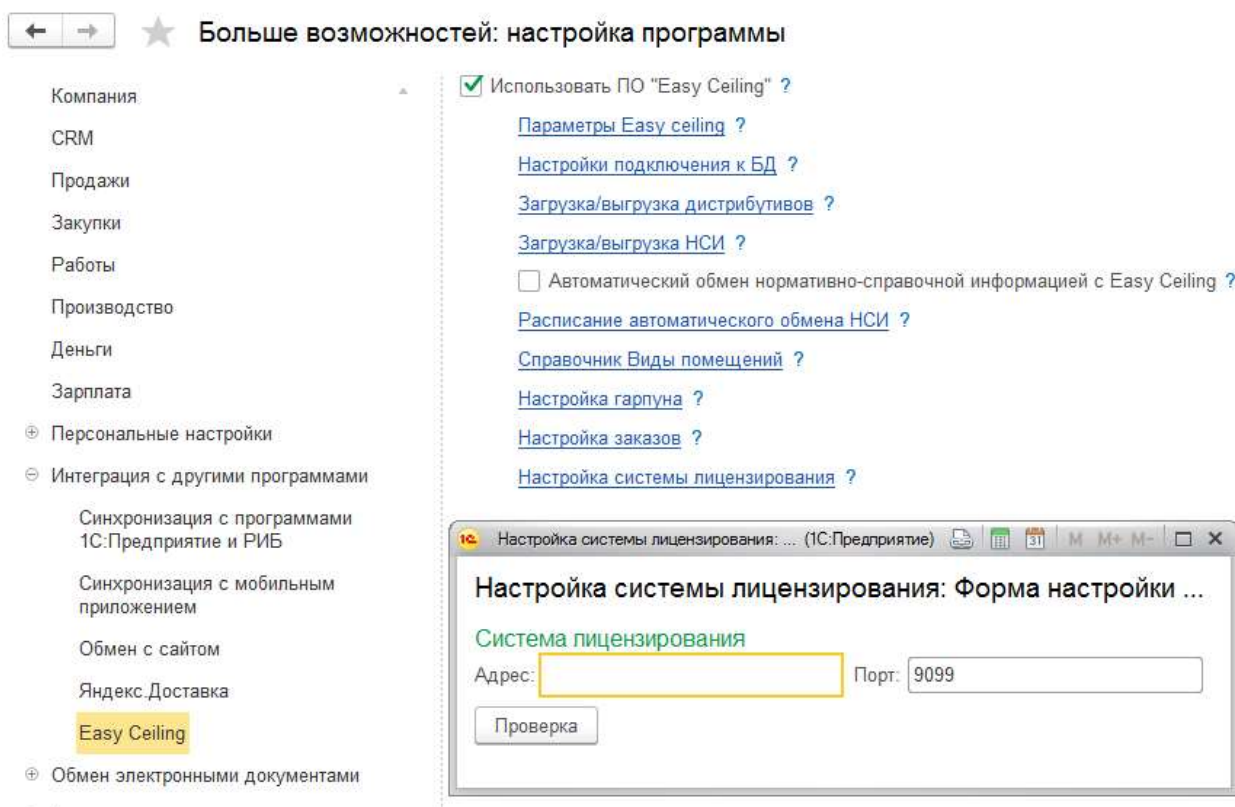 Больше возможностей: настройка программы
Компания
CRM
Продажи
Закупки
Работы
Производство
Деньги
Зарплата
Персональные настройки
Интеграция с другими программами
Синхронизация с программами
1С:Предприятие и РИБ
Синхронизация с мобильным
приложением
Обмен с сайтом
Яндекс.Доставка
Easy Ceiling
Обмен электронными документами
Использовать ПО "Easy Ceiling" ?
Параметры Easy ceiling ?
Настройки подключения к БД ?
Загрузка/выгрузка дистрибутивов ?
Загрузка/выгрузка НСИ ?
Автоматический обмен нормативно-справочной информацией с Easy Ceiling ?
Расписание автоматического обмена НСИ ?
Справочник Виды помещений ?
Настройка гарпуна ?
Настройка заказов ?
Настройка системы лицензирования ?
1С Настройка системы лицензирования: ... (1С:Предприятие) 31 M M+ M-
Настройка системы лицензирования: Форма настройки ...
Система лицензирования
Адрес: Порт: 9099
Проверка